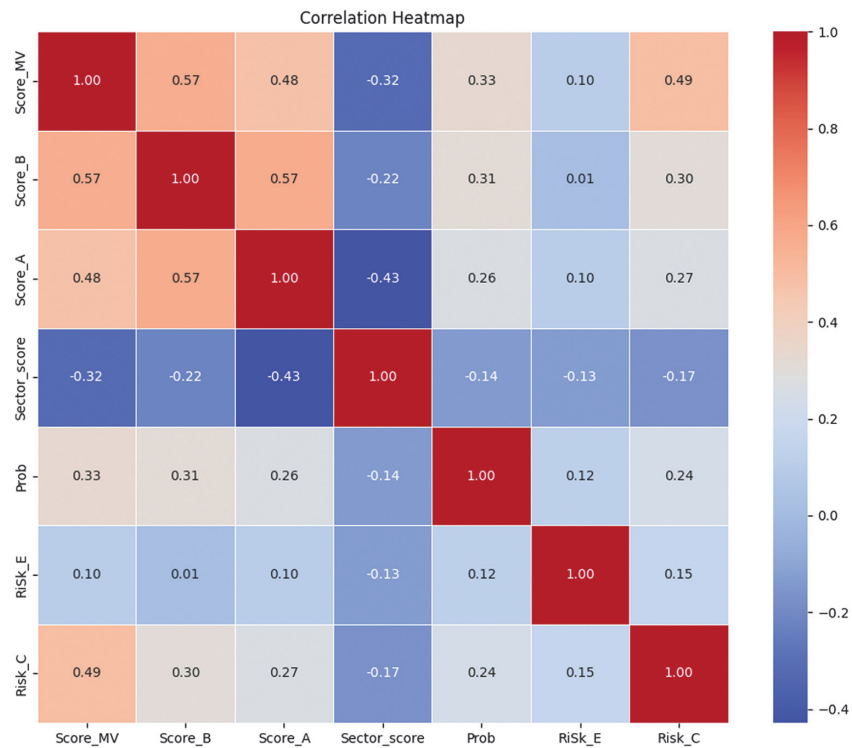 Correlation Heatmap
Score_MV 1.00 0.57 0.48 -0.32 0.33 0.10 0.49
Score_B 0.57 1.00 0.57 -0.22 0.31 0.01 0.30
Score_A 0.48 0.57 1.00 -0.43 0.26 0.10 0.27
Sector_score -0.32 -0.22 -0.43 1.00 -0.14 -0.13 -0.17
Prob 0.33 0.31 0.26 -0.14 1.00 0.12 0.24
RiSk_E 0.10 0.01 0.10 -0.13 0.12 1.00 0.15
Risk_C 0.49 0.30 0.27 -0.17 0.24 0.15 1.00
Score_MV Score_B Score_A Sector_score Prob RiSk_E Risk_C
1.0
0.8
0.6
0.4
0.2
0.0
−0.2
−0.4